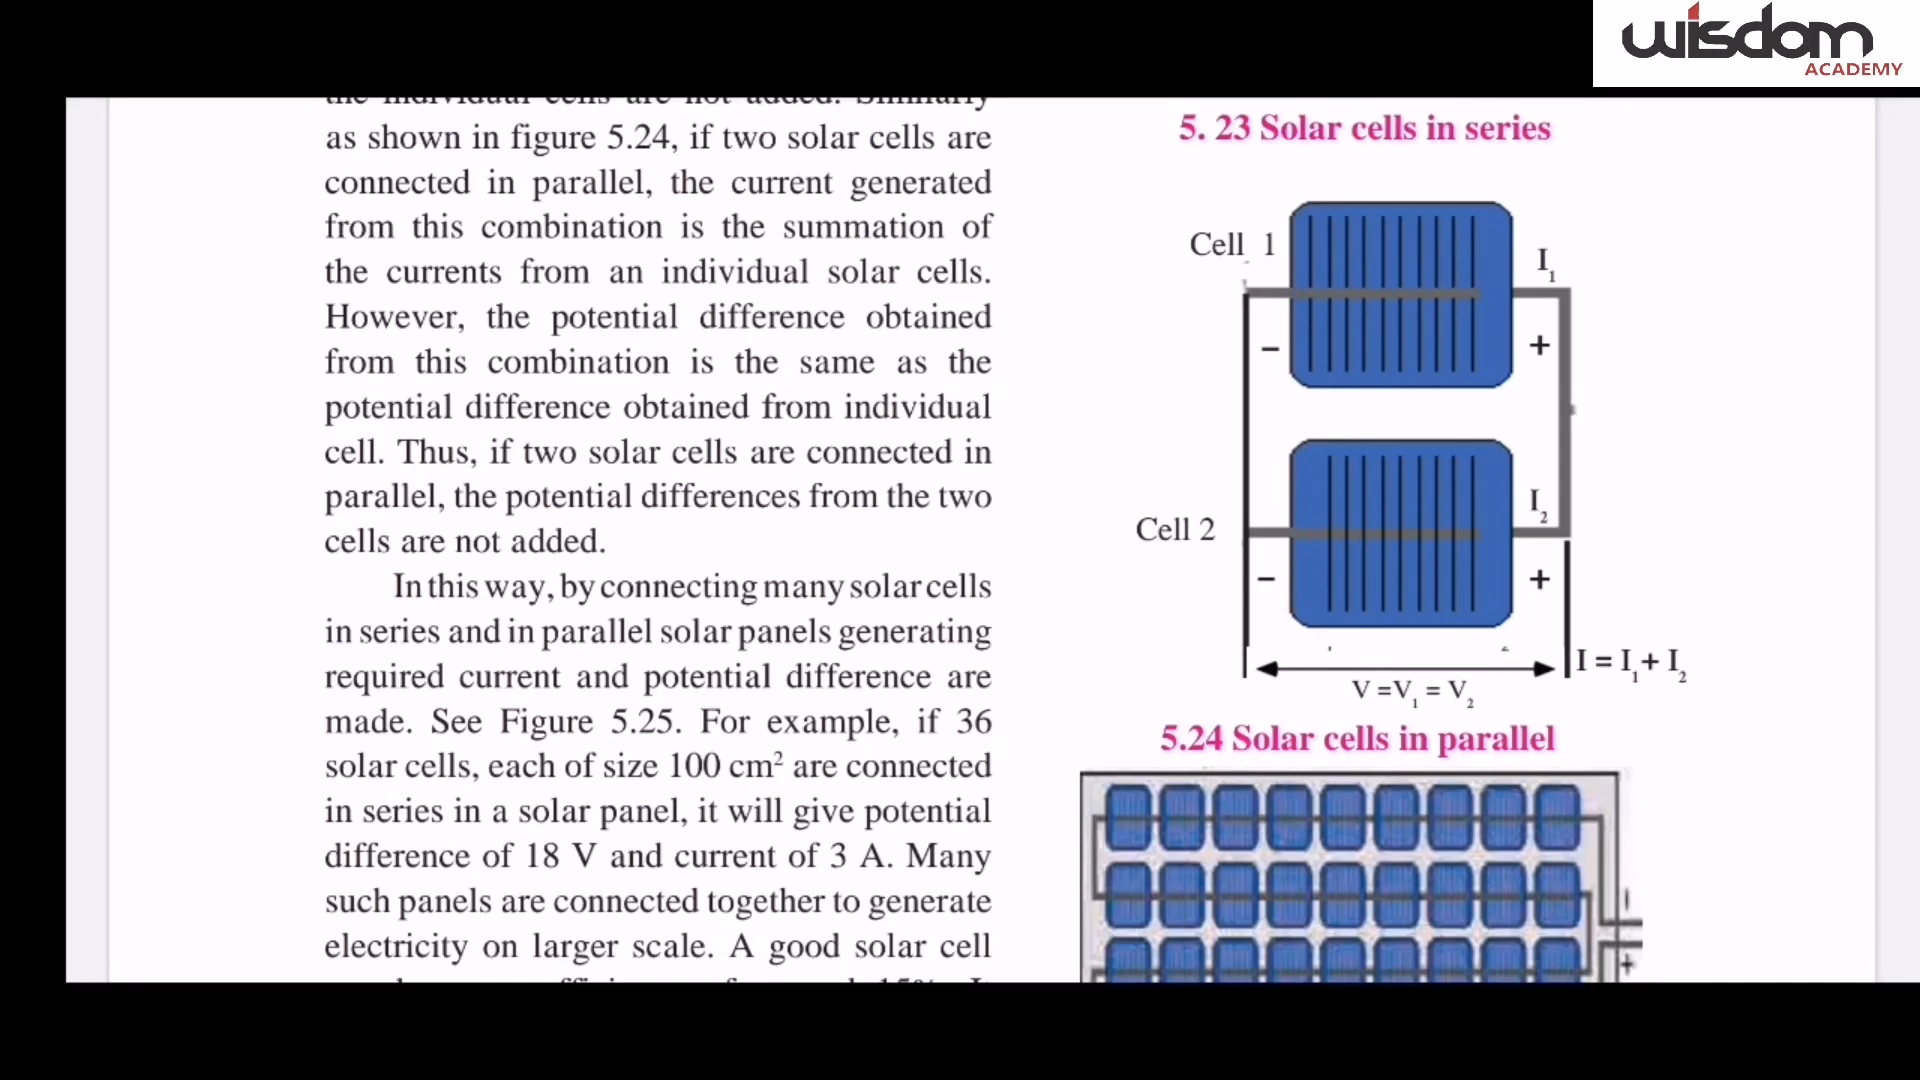 wisdom
ACADEMY
the individual cells are not added. Similarly
as shown in figure 5.24, if two solar cells are
connected in parallel, the current generated
from this combination is the summation of
the currents from an individual solar cells.
However, the potential difference obtained
from this combination is the same as the
potential difference obtained from individual
cell. Thus, if two solar cells are connected in
parallel, the potential differences from the two
cells are not added.
In this way, by connecting many solar cells
in series and in parallel solar panels generating
required current and potential difference are
made. See Figure 5.25. For example, if 36
solar cells, each of size 100 cm² are connected
in series in a solar panel, it will give potential
difference of 18 V and current of 3 A. Many
such panels are connected together to generate
electricity on larger scale. A good solar cell
5. 23 Solar cells in series
Cell 1
I₁
− +
Cell 2
I₂
− +
I = I₁ + I₂
V =V₁ = V₂
5.24 Solar cells in parallel
+